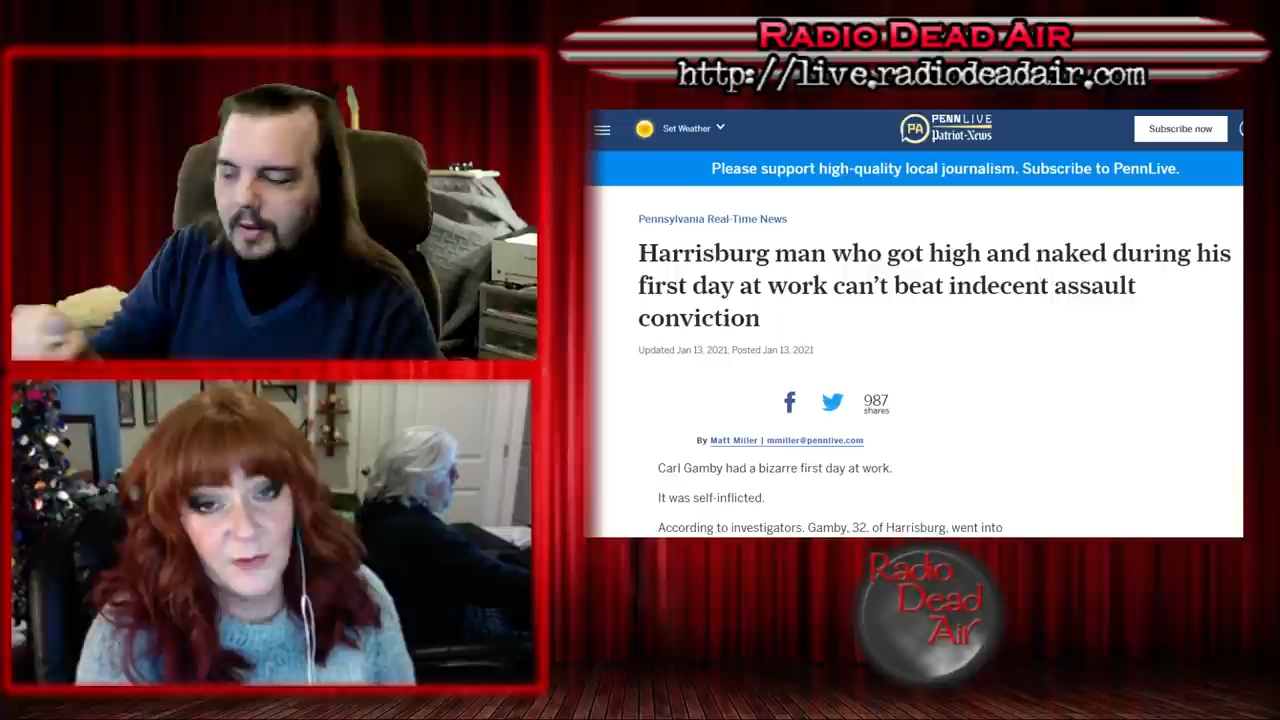 RADIO DEAD AIR
http://live.radiodeadair.com
Set Weather
PA
PENNLIVE
Patriot-News
Subscribe now
Please support high-quality local journalism. Subscribe to PennLive.
Pennsylvania Real-Time News
Harrisburg man who got high and naked during his
first day at work can't beat indecent assault
conviction
Updated Jan 13, 2021; Posted Jan 13, 2021
987
shares
By Matt Miller | mmiller@pennlive.com
Carl Gamby had a bizarre first day at work.
It was self-inflicted.
According to investigators, Gamby, 32, of Harrisburg, went into
Radio
Dead
Air